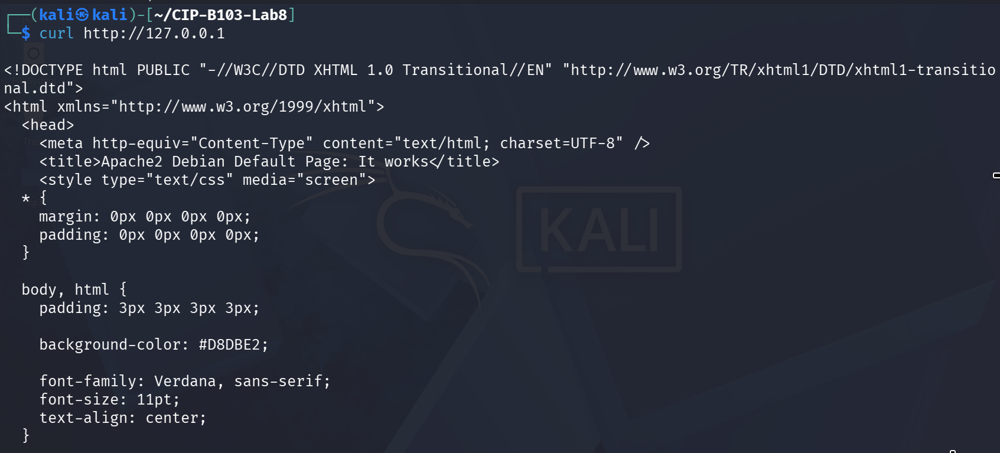 (kali㉿kali)-[~/CIP-B103-Lab8]
$ curl http://127.0.0.1
<!DOCTYPE html PUBLIC "-//W3C//DTD XHTML 1.0 Transitional//EN" "http://www.w3.org/TR/xhtml1/DTD/xhtml1-transitio
nal.dtd">
<html xmlns="http://www.w3.org/1999/xhtml">
  <head>
    <meta http-equiv="Content-Type" content="text/html; charset=UTF-8" />
    <title>Apache2 Debian Default Page: It works</title>
    <style type="text/css" media="screen">
  * {
    margin: 0px 0px 0px 0px;
    padding: 0px 0px 0px 0px;
  }
KALI
  body, html {
    padding: 3px 3px 3px 3px;
    background-color: #D8DBE2;
    font-family: Verdana, sans-serif;
    font-size: 11pt;
    text-align: center;
  }